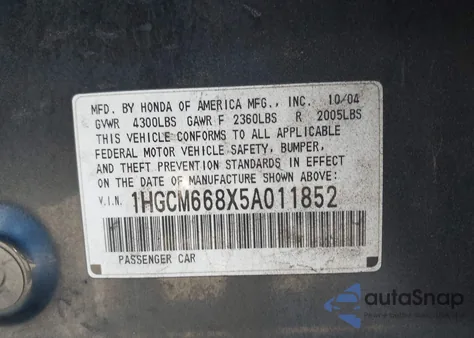 MFD. BY HONDA OF AMERICA MFG., INC. 10/04
GVWR 4300LBS GAWR F 2360LBS R 2005LBS
THIS VEHICLE CONFORMS TO ALL APPLICABLE
FEDERAL MOTOR VEHICLE SAFETY, BUMPER,
AND THEFT PREVENTION STANDARDS IN EFFECT
ON THE DATE OF MANUFACTURE SHOWN ABOVE:
V.I.N. 1HGCM668X5A011852
PASSENGER CAR
autoSnap